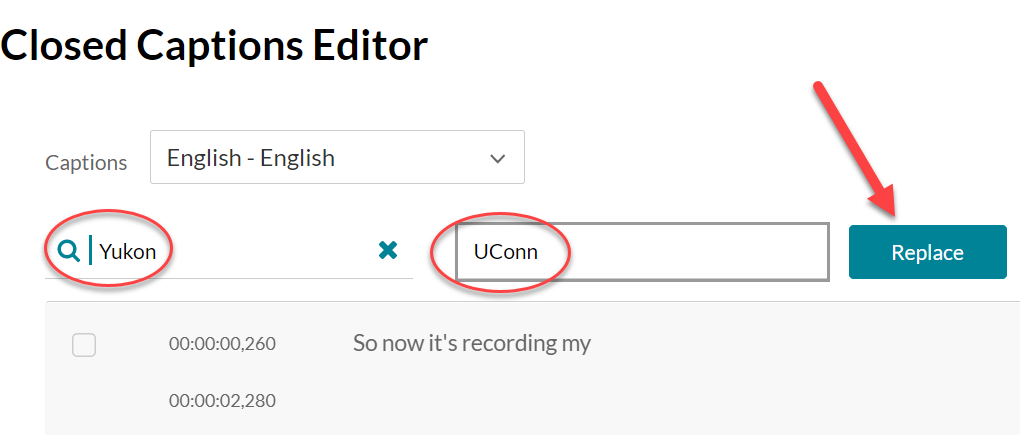 Closed Captions Editor
Captions English - English
Yukon UConn Replace
00:00:00,260 So now it's recording my
00:00:02,280